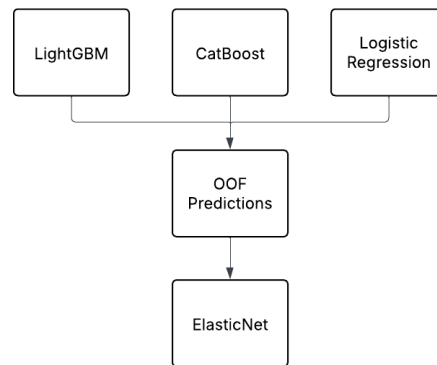 LightGBM
CatBoost
Logistic
Regression
OOF
Predictions
ElasticNet